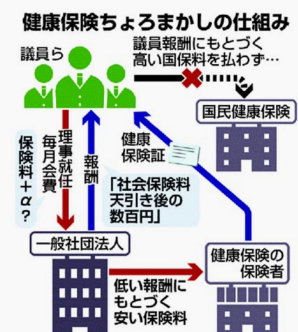 健康保険ちょろまかしの仕組み
議員ら
議員報酬にもとづく
高い国保料を払わず…
国民健康保険
理事就任
毎月会費
保険料+α?
報酬
「社会保険料
天引き後の
数百円」
健康
保険証
一般社団法人
低い報酬に
もとづく
安い保険料
健康保険の
保険者